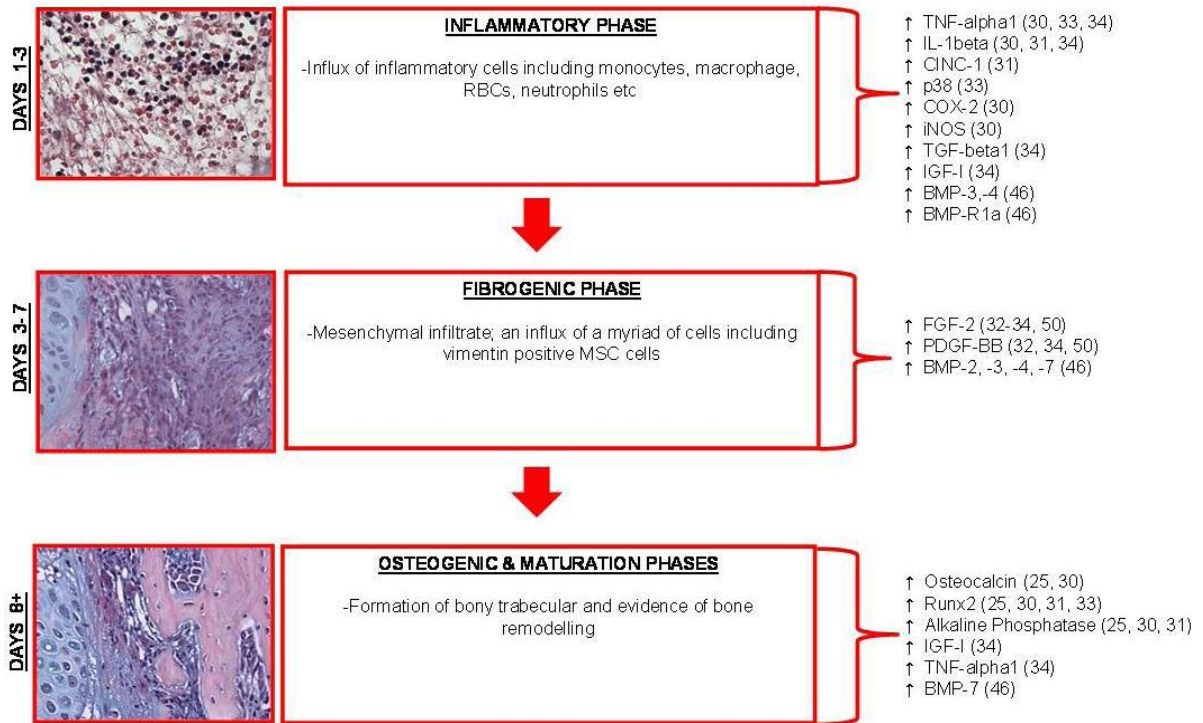 DAYS 1-3
INFLAMMATORY PHASE
-Influx of inflammatory cells including monocytes, macrophage,
RBCs, neutrophils etc
↑ TNF-alpha1 (30, 33, 34)
↑ IL-1beta (30, 31, 34)
↑ CINC-1 (31)
↑ p38 (33)
↑ COX-2 (30)
↑ iNOS (30)
↑ TGF-beta1 (34)
↑ IGF-I (34)
↑ BMP-3,-4 (46)
↑ BMP-R1a (46)
DAYS 3- 7
FIBROGENIC PHASE
-Mesenchymal infiltrate; an influx of a myriad of cells including
vimentin positive MSC cells
↑ FGF-2 (32-34, 50)
↑ PDGF-BB (32, 34, 50)
↑ BMP-2, -3, -4, -7 (46)
DAYS 8+
OSTEOGENIC & MATURATION PHASES
-Formation of bony trabecular and evidence of bone
remodelling
↑ Osteocalcin (25, 30)
↑ Runx2 (25, 30, 31, 33)
↑ Alkaline Phosphatase (25, 30, 31)
↑ IGF-I (34)
↑ TNF-alpha1 (34)
↑ BMP-7 (46)